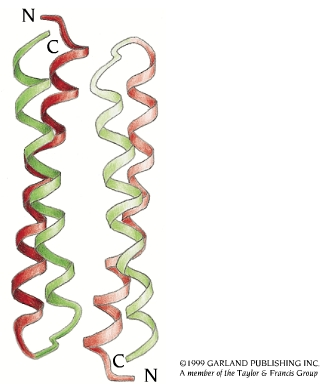 N
C
C
N
©1999 GARLAND PUBLISHING INC.
A member of the Taylor & Francis Group